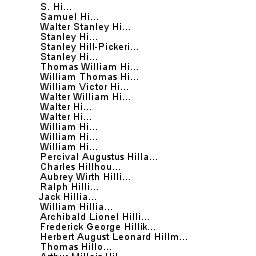 S. Hi...
Samuel Hi...
Walter Stanley Hi...
Stanley Hi...
Stanley Hill-Pickeri...
Stanley Hi...
Thomas William Hi...
William Thomas Hi...
William Victor Hi...
Walter William Hi...
Walter Hi...
Walter Hi...
William Hi...
William Hi...
William Hi...
Percival Augustus Hilla...
Charles Hillhou...
Aubrey Wirth Hilli...
Ralph Hilli...
Jack Hillia...
William Hillia...
Archibald Lionel Hilli...
Frederick George Hillik...
Herbert August Leonard Hillm...
Thomas Hillo...